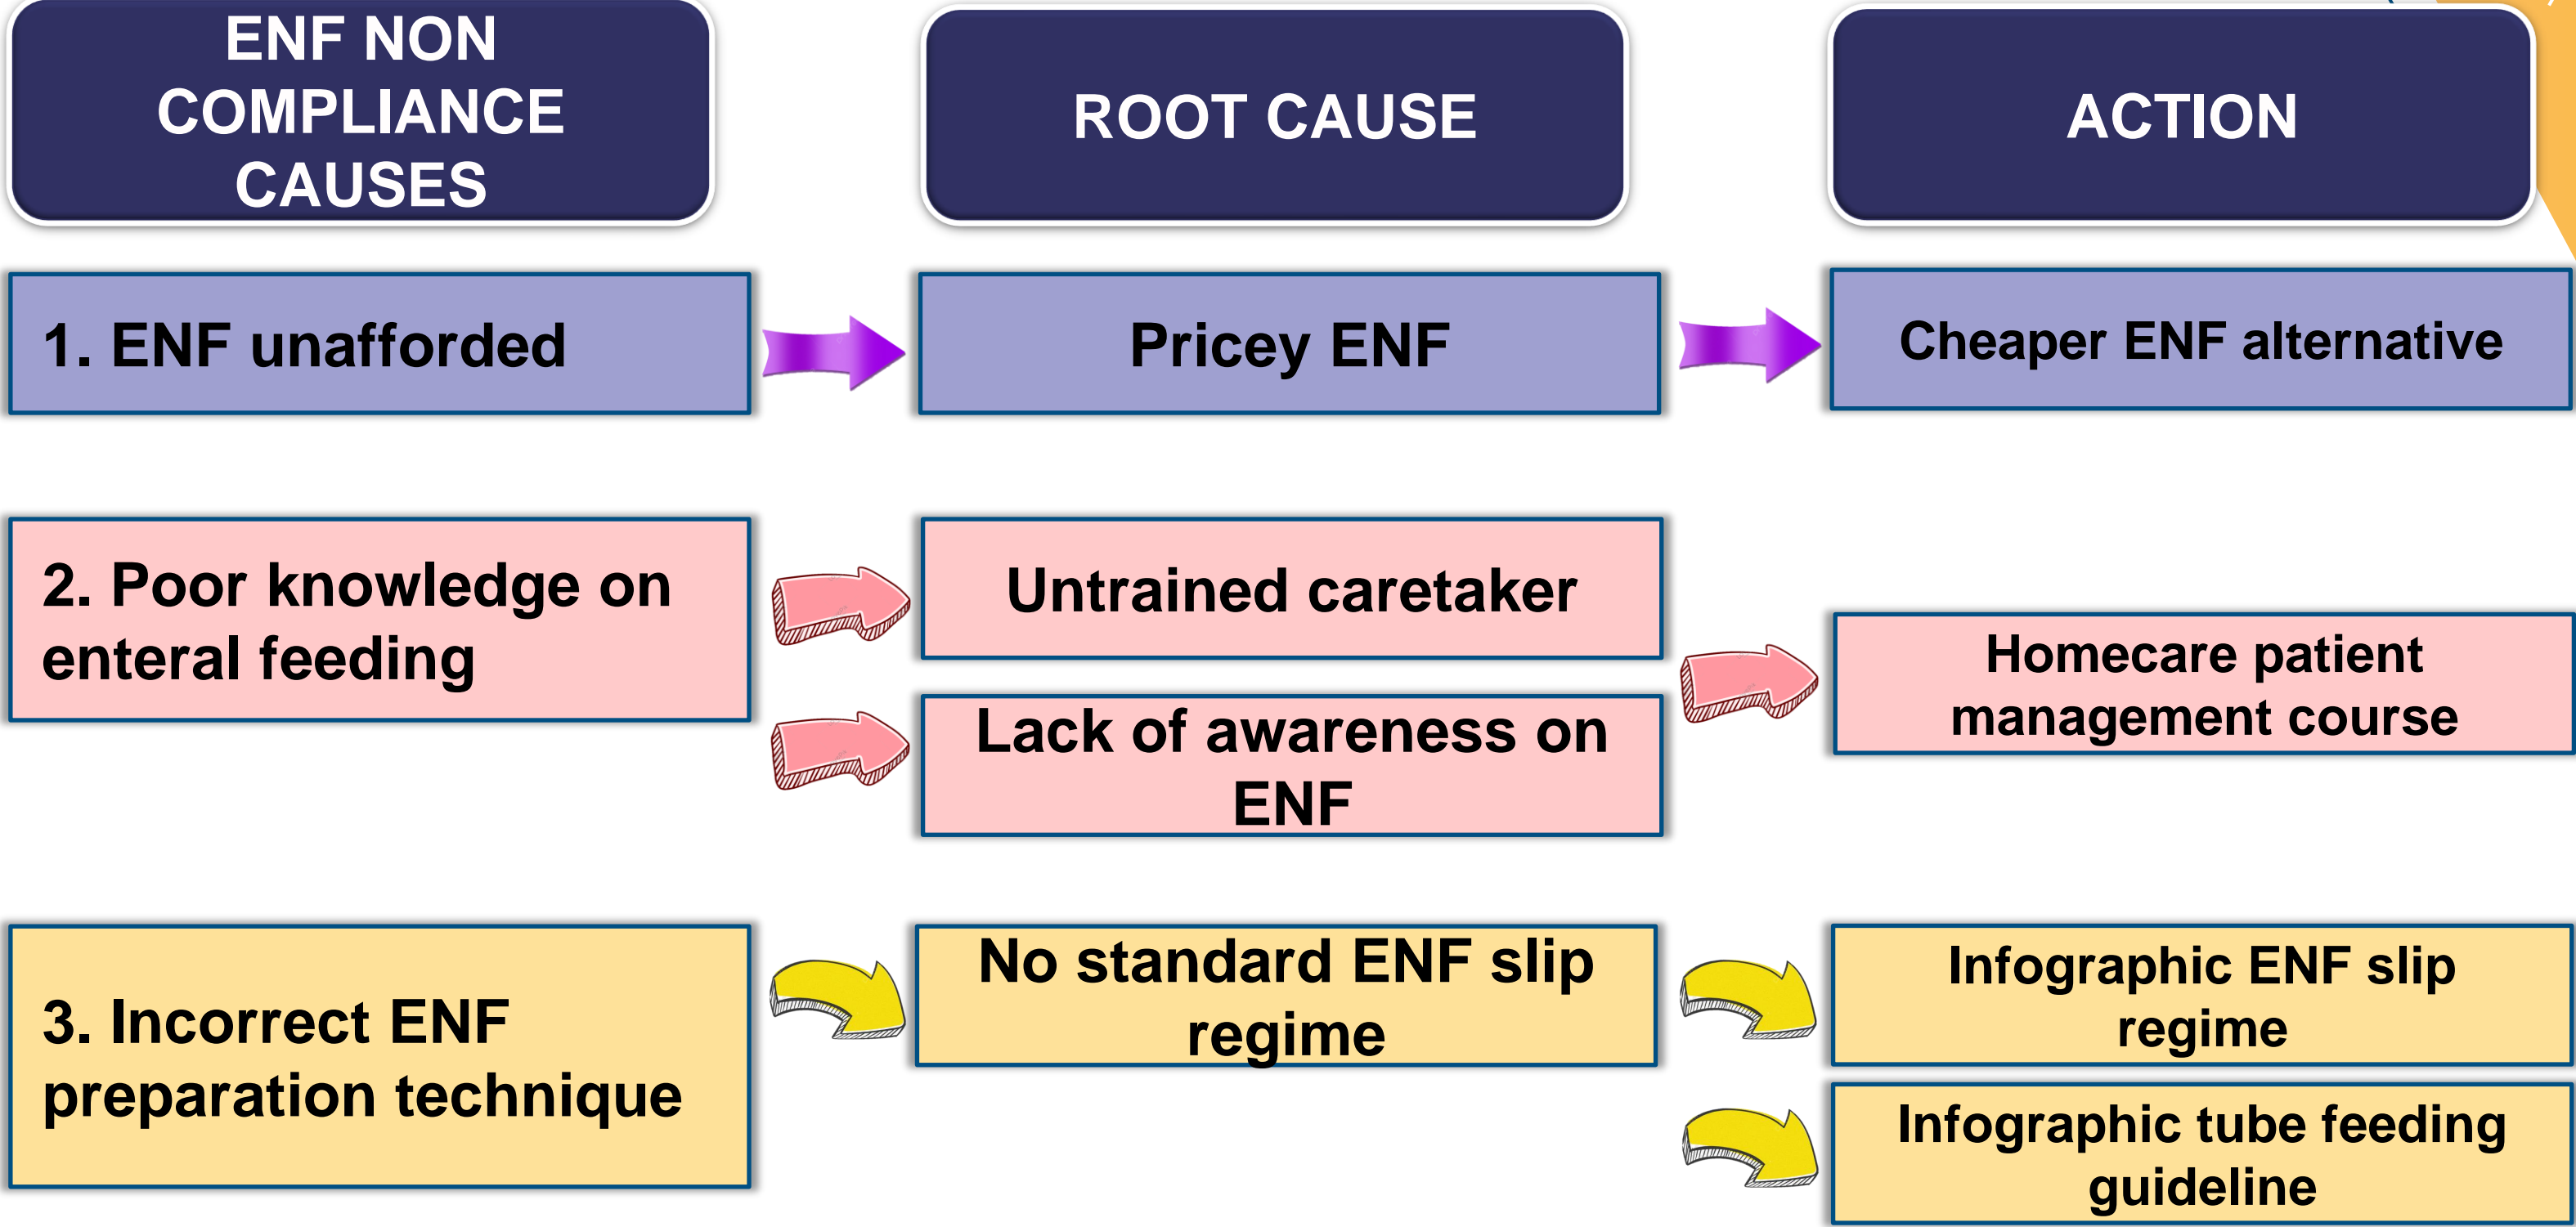 ENF NON
COMPLIANCE
CAUSES
ROOT CAUSE
ACTION
1. ENF unafforded
Pricey ENF
Cheaper ENF alternative
2. Poor knowledge on
enteral feeding
Untrained caretaker
Lack of awareness on
ENF
Homecare patient
management course
3. Incorrect ENF
preparation technique
No standard ENF slip
regime
Infographic ENF slip
regime
Infographic tube feeding
guideline